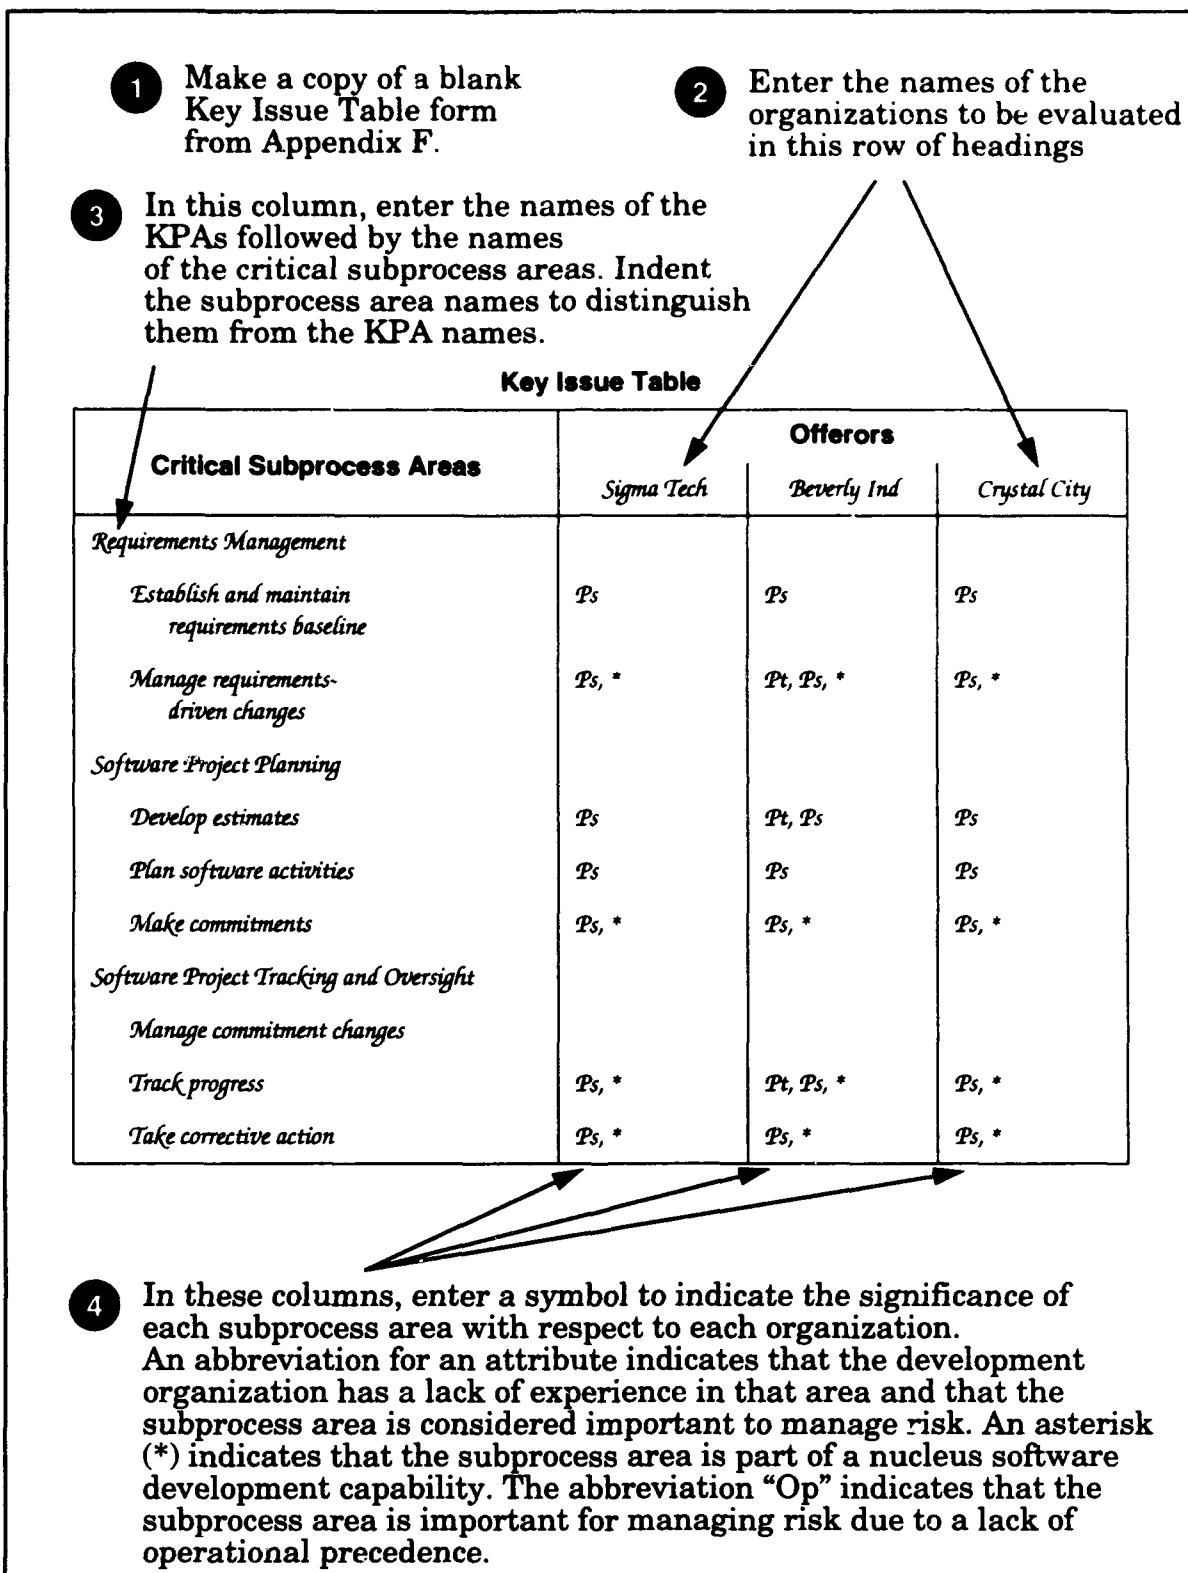 1 Make a copy of a blank
Key Issue Table form
from Appendix F.
2 Enter the names of the
organizations to be evaluated
in this row of headings
3 In this column, enter the names of the
KPAs followed by the names
of the critical subprocess areas. Indent
the subprocess area names to distinguish
them from the KPA names.
Key Issue Table
Critical Subprocess Areas
Offerors
Sigma Tech Beverly Ind Crystal City
Requirements Management
Establish and maintain Ps Ps Ps
requirements baseline
Manage requirements- Ps, * Pt, Ps, * Ps, *
driven changes
Software Project Planning
Develop estimates Ps Pt, Ps Ps
Plan software activities Ps Ps Ps
Make commitments Ps, * Ps, * Ps, *
Software Project Tracking and Oversight
Manage commitment changes
Track progress Ps, * Pt, Ps, * Ps, *
Take corrective action Ps, * Ps, * Ps, *
4 In these columns, enter a symbol to indicate the significance of
each subprocess area with respect to each organization.
An abbreviation for an attribute indicates that the development
organization has a lack of experience in that area and that the
subprocess area is considered important to manage risk. An asterisk
(*) indicates that the subprocess area is part of a nucleus software
development capability. The abbreviation “Op” indicates that the
subprocess area is important for managing risk due to a lack of
operational precedence.